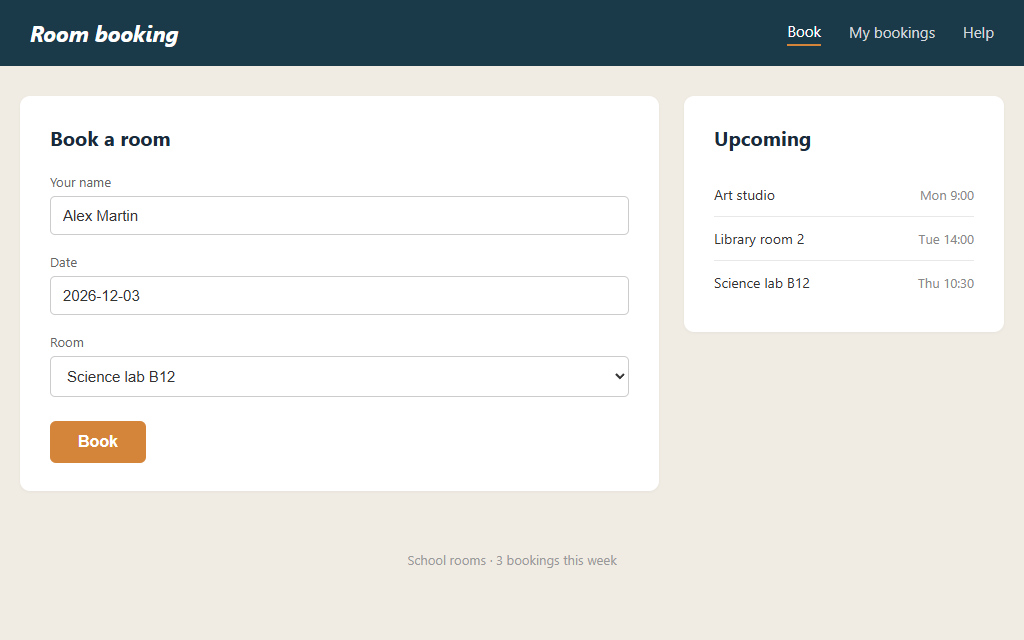 Room booking
Book My bookings Help
Book a room
Your name
Alex Martin
Date
2026-12-03
Room
Science lab B12
Book
Upcoming
Art studio Mon 9:00
Library room 2 Tue 14:00
Science lab B12 Thu 10:30
School rooms · 3 bookings this week